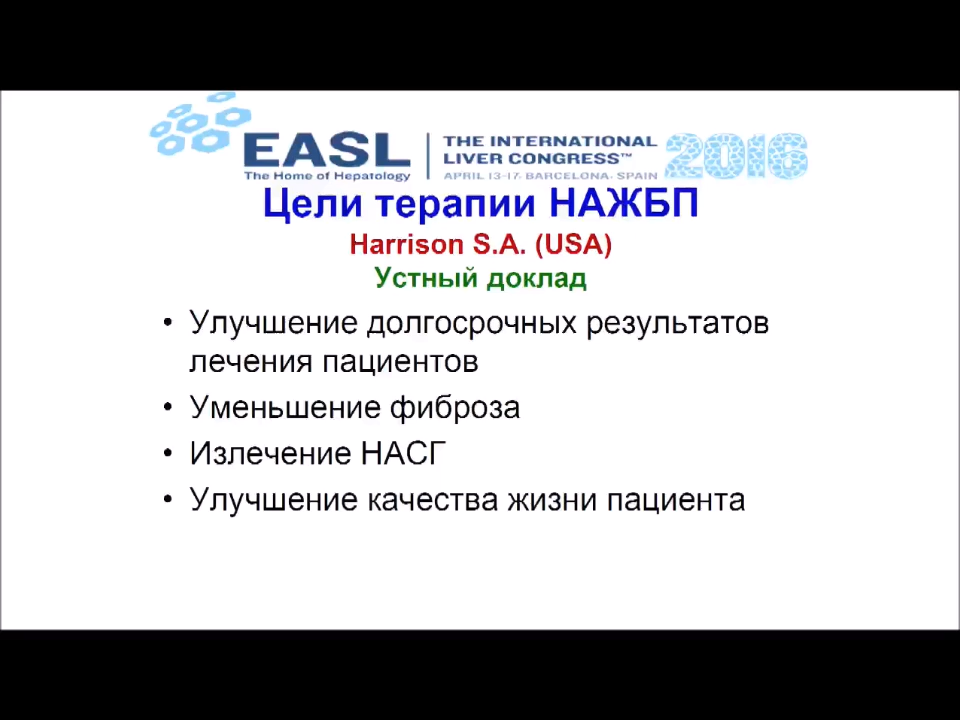 EASL
The Home of Hepatology
THE INTERNATIONAL
LIVER CONGRESS™
APRIL 13-17, BARCELONA, SPAIN
2016
Цели терапии НАЖБП
Harrison S.A. (USA)
Устный доклад
• Улучшение долгосрочных результатов
лечения пациентов
• Уменьшение фиброза
• Излечение НАСГ
• Улучшение качества жизни пациента